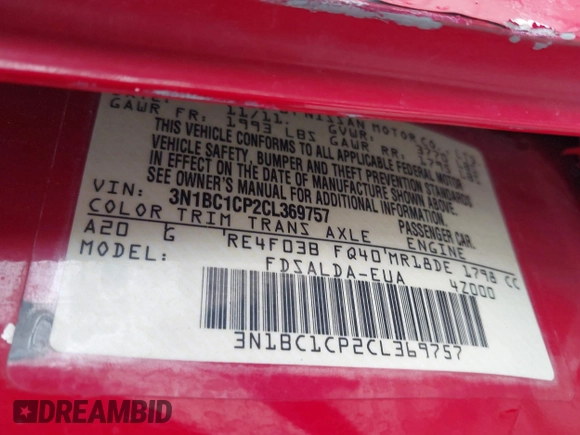 11/11 NISSAN MOTOR CO.,
GAWR FR: 1993 LBS GVWR: 3729
THIS VEHICLE CONFORMS TO ALL APPLICABLE FEDERAL MOTOR
VEHICLE SAFETY, BUMPER AND THEFT PREVENTION STANDARDS
IN EFFECT ON THE DATE OF MANUFACTURE SHOWN ABOVE.
SEE OWNER'S MANUAL FOR ADDITIONAL INFORMATION.
VIN: 3N1BC1CP2CL369757 PASSENGER CAR.
COLOR TRIM TRANS AXLE ENGINE
A20 G RE4F03B FQ40 MR18DE 1798 CC
MODEL: FDSALDA-EUA 4Z000
3N1BC1CP2CL369757
DREAMBID